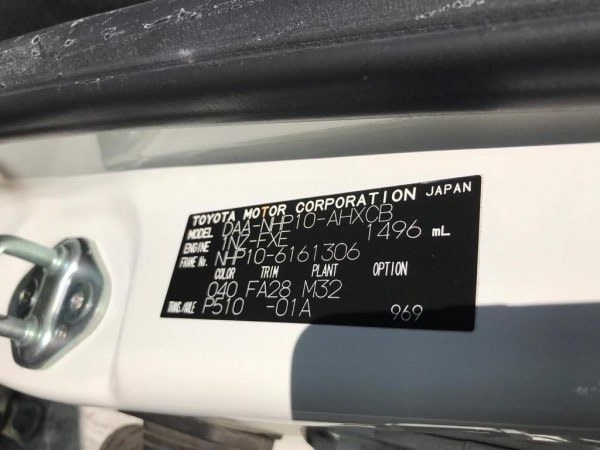 TOYOTA MOTOR CORPORATION JAPAN
MODEL DAA-NHP10-AHXCB
ENGINE 1NZ-FXE 1496 mL
FRAME No. NHP10-6161306
COLOR TRIM PLANT OPTION
040 FA28 M32
TRANS./AXLE P510 -01A 969